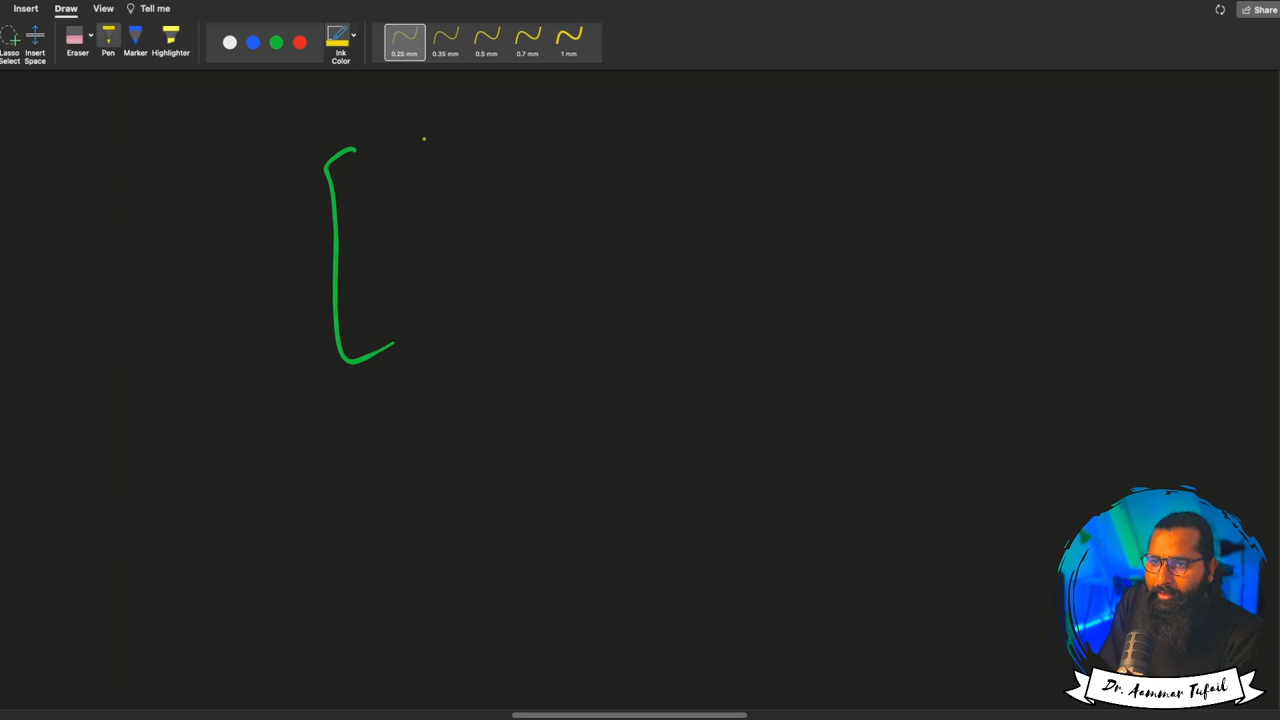 Insert Draw View Tell me
Share
Lasso Select
Insert Space
Eraser
Pen
Marker
Highlighter
Ink Color
0.25 mm
0.35 mm
0.5 mm
0.7 mm
1 mm
Dr. Aammar Tufail